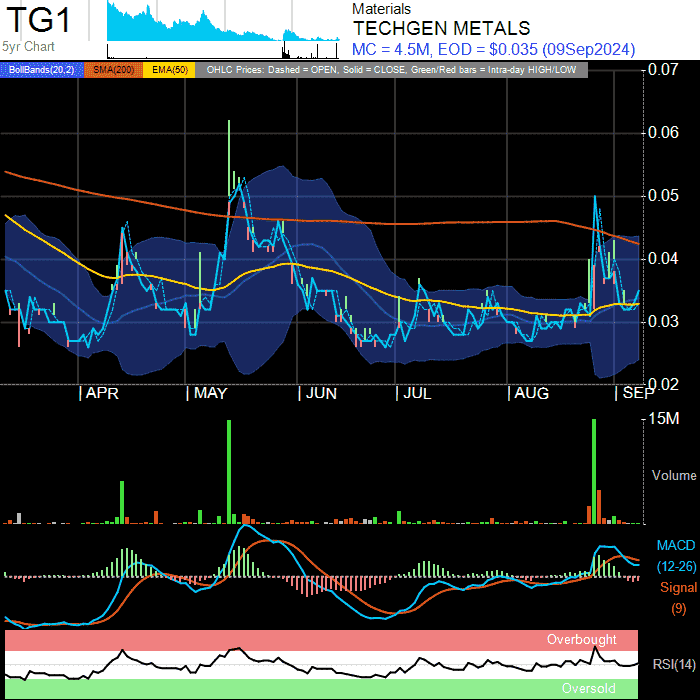 TG1
5yr Chart
Materials
TECHGEN METALS
MC = 4.5M, EOD = $0.035 (09Sep2024)
BollBands(20,2) SMA(200) EMA(50) OHLC Prices: Dashed = OPEN, Solid = CLOSE, Green/Red bars = Intra-day HIGH/LOW
0.07
0.06
0.05
0.04
0.03
0.02
| APR | MAY | JUN | JUL | AUG | SEP
15M
Volume
MACD
(12-26)
Signal
(9)
Overbought
RSI(14)
Oversold